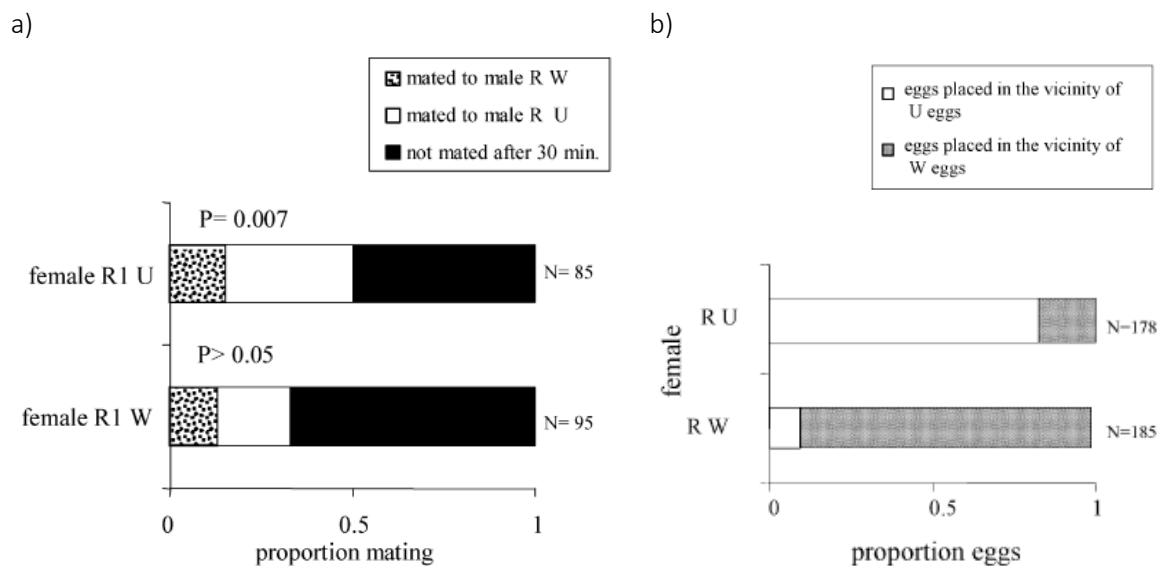 a)
mated to male R W
mated to male R U
not mated after 30 min.
P= 0.007
female R1 U
N= 85
P> 0.05
female R1 W
N= 95
0
0.5
1
proportion mating
b)
eggs placed in the vicinity of
U eggs
eggs placed in the vicinity of
W eggs
female
R U
N=178
R W
N=185
0
0.5
1
proportion eggs